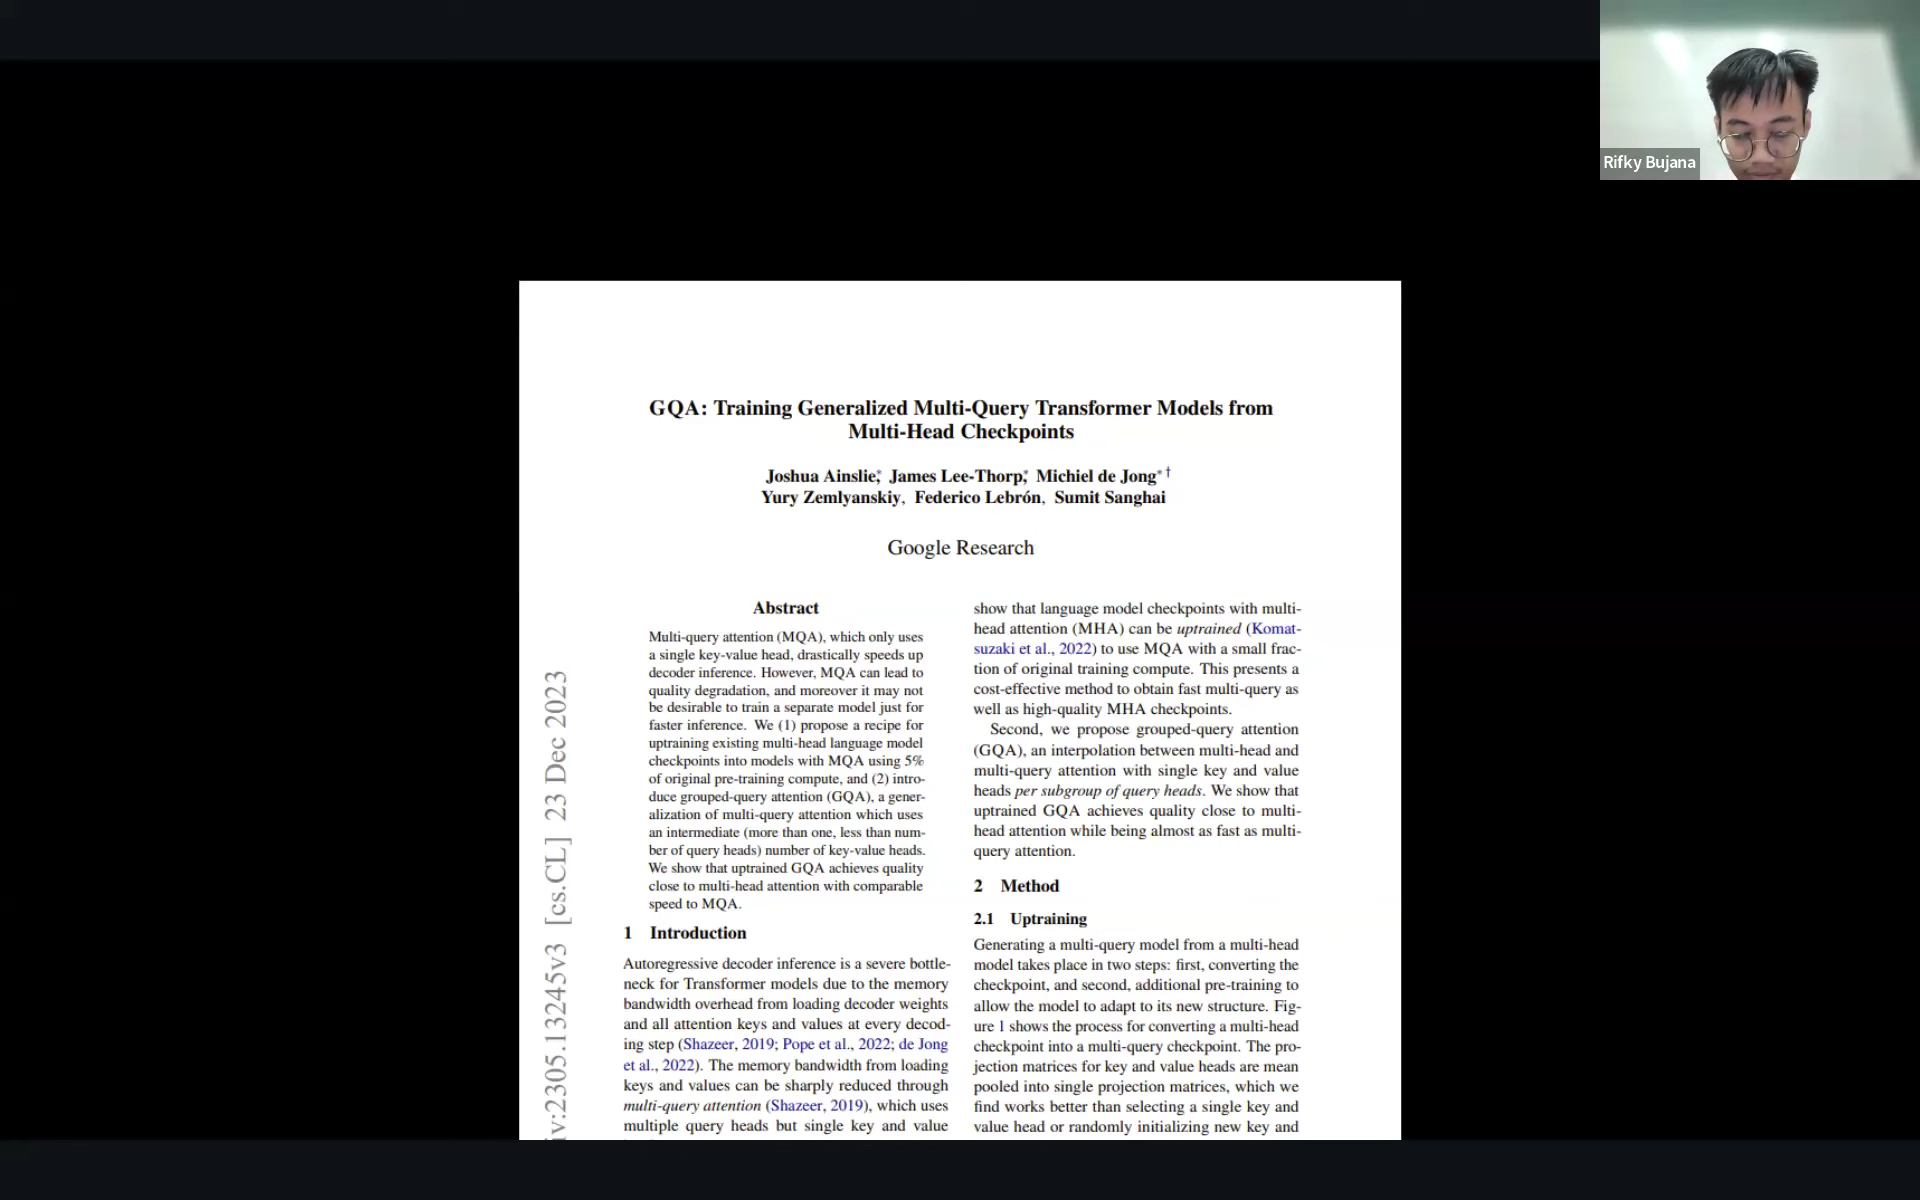 Rifky Bujana
GQA: Training Generalized Multi-Query Transformer Models from
Multi-Head Checkpoints
Joshua Ainslie*, James Lee-Thorp*, Michiel de Jong*†
Yury Zemlyanskiy, Federico Lebrón, Sumit Sanghai
Google Research
iv:2305.13245v3 [cs.CL] 23 Dec 2023
Abstract
Multi-query attention (MQA), which only uses
a single key-value head, drastically speeds up
decoder inference. However, MQA can lead to
quality degradation, and moreover it may not
be desirable to train a separate model just for
faster inference. We (1) propose a recipe for
uptraining existing multi-head language model
checkpoints into models with MQA using 5%
of original pre-training compute, and (2) intro-
duce grouped-query attention (GQA), a gener-
alization of multi-query attention which uses
an intermediate (more than one, less than num-
ber of query heads) number of key-value heads.
We show that uptrained GQA achieves quality
close to multi-head attention with comparable
speed to MQA.
1 Introduction
Autoregressive decoder inference is a severe bottle-
neck for Transformer models due to the memory
bandwidth overhead from loading decoder weights
and all attention keys and values at every decod-
ing step (Shazeer, 2019; Pope et al., 2022; de Jong
et al., 2022). The memory bandwidth from loading
keys and values can be sharply reduced through
multi-query attention (Shazeer, 2019), which uses
multiple query heads but single key and value
show that language model checkpoints with multi-
head attention (MHA) can be uptrained (Komat-
suzaki et al., 2022) to use MQA with a small frac-
tion of original training compute. This presents a
cost-effective method to obtain fast multi-query as
well as high-quality MHA checkpoints.
Second, we propose grouped-query attention
(GQA), an interpolation between multi-head and
multi-query attention with single key and value
heads per subgroup of query heads. We show that
uptrained GQA achieves quality close to multi-
head attention while being almost as fast as multi-
query attention.
2 Method
2.1 Uptraining
Generating a multi-query model from a multi-head
model takes place in two steps: first, converting the
checkpoint, and second, additional pre-training to
allow the model to adapt to its new structure. Fig-
ure 1 shows the process for converting a multi-head
checkpoint into a multi-query checkpoint. The pro-
jection matrices for key and value heads are mean
pooled into single projection matrices, which we
find works better than selecting a single key and
value head or randomly initializing new key and